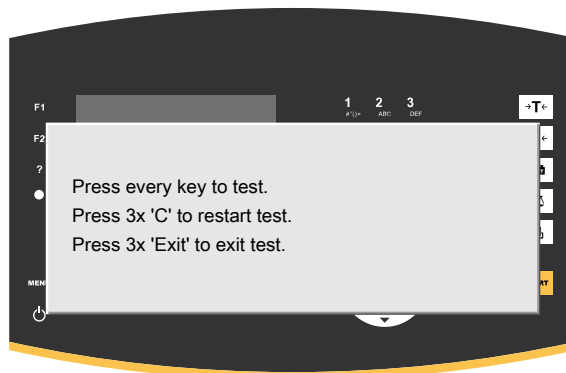 F1
1 2 3
#*()= ABC DEF
→T←
F2
←
?
Press every key to test.
Press 3x 'C' to restart test.
Press 3x 'Exit' to exit test.
MENU
RT